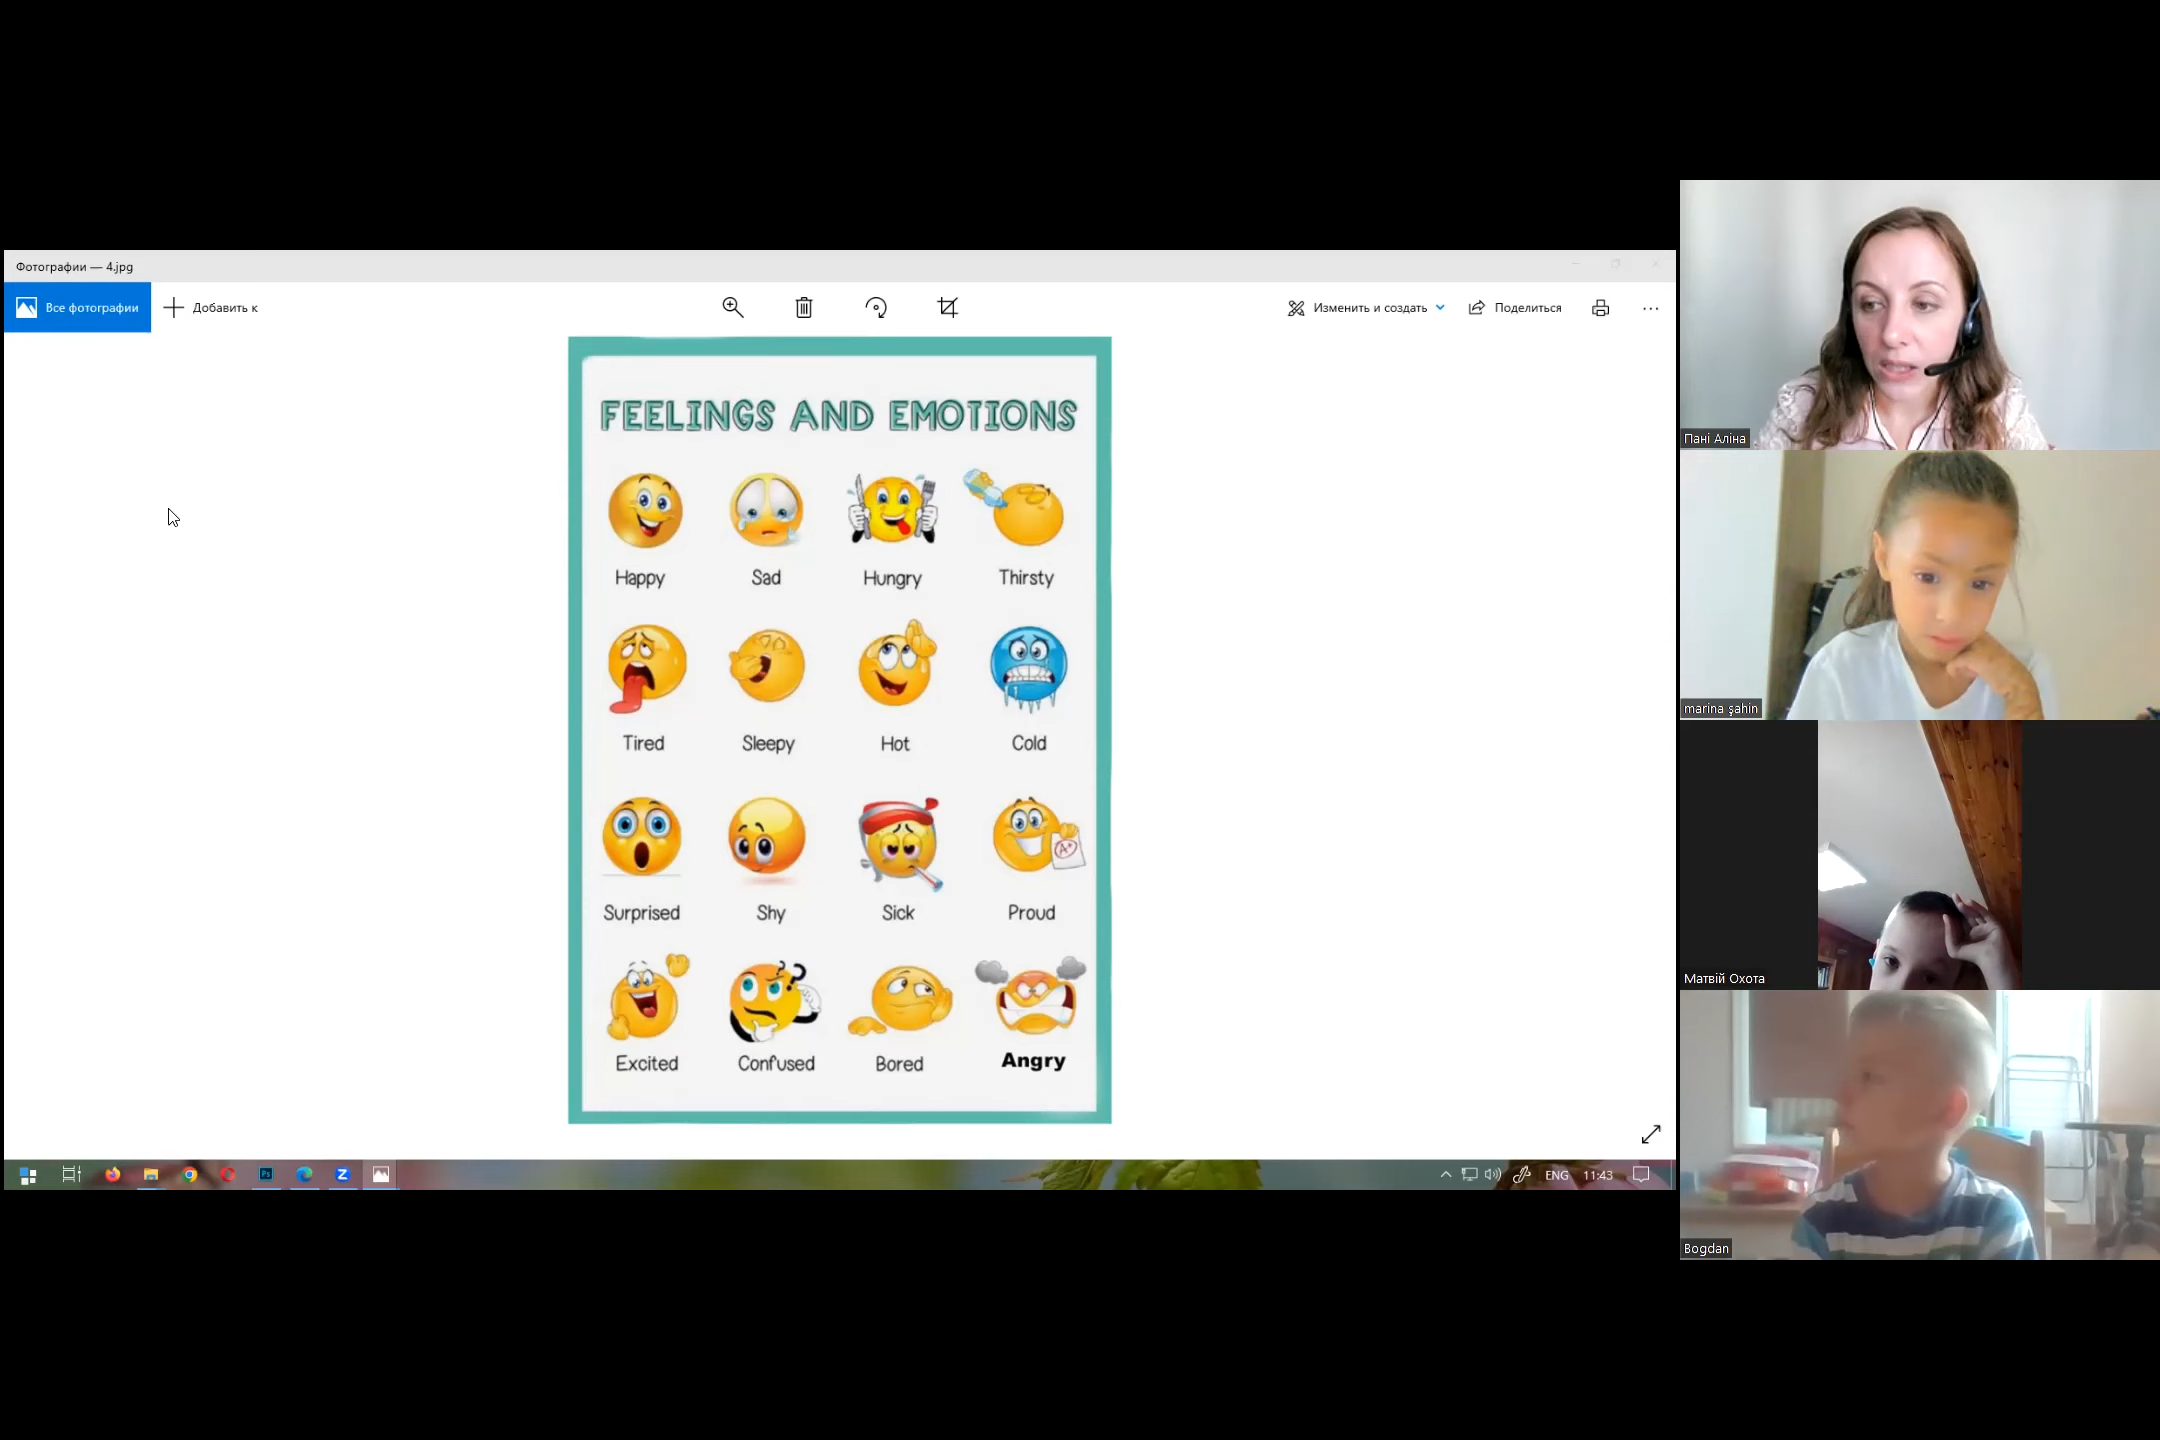 Фотографии — 4.jpg
Все фотографии
Добавить к
Изменить и создать
Поделиться
FEELINGS AND EMOTIONS
Happy Sad Hungry Thirsty
Tired Sleepy Hot Cold
A+
Surprised Shy Sick Proud
? ?
Excited Confused Bored Angry
Ps
ENG 11:43
Пані Аліна
marina şahin
Матвій Охота
Bogdan